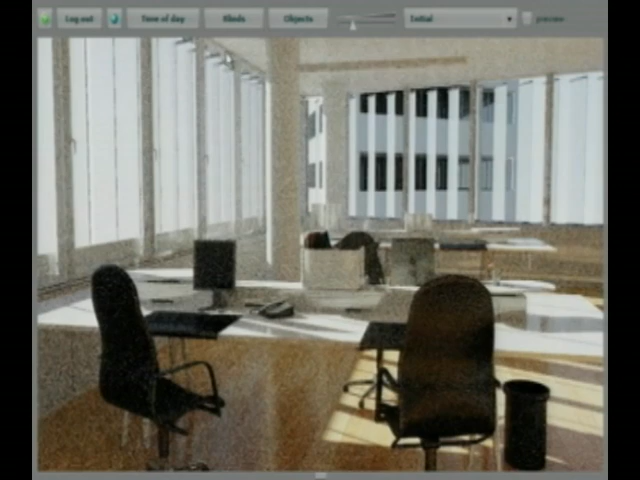 Log out
Time of day
Blinds
Objects
Initial
preview